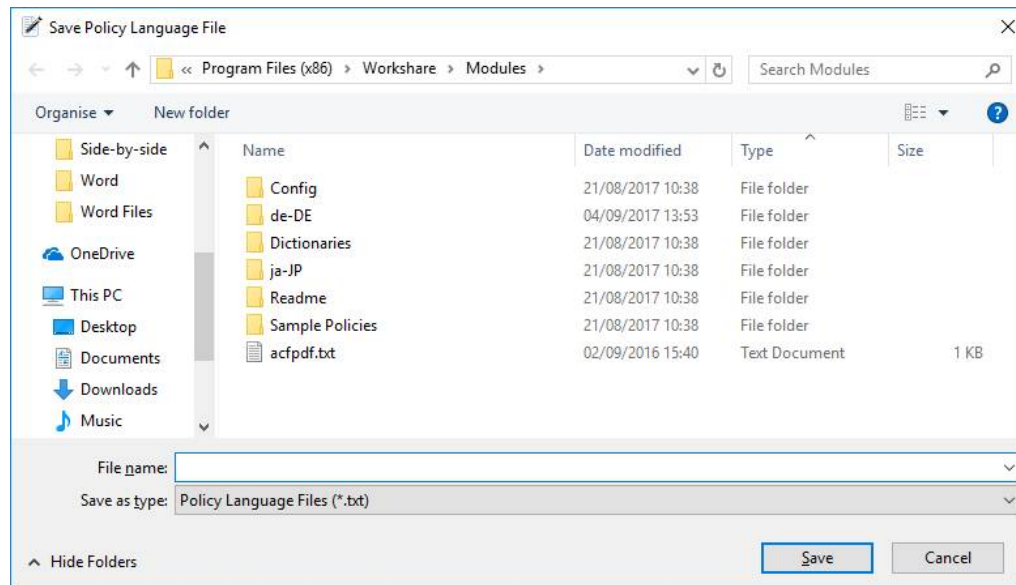 Save Policy Language File
« Program Files (x86) > Workshare > Modules > Search Modules
Organise New folder
Side-by-side
Word
Word Files
OneDrive
This PC
Desktop
Documents
Downloads
Music
Name Date modified Type Size
Config 21/08/2017 10:38 File folder
de-DE 04/09/2017 13:53 File folder
Dictionaries 21/08/2017 10:38 File folder
ja-JP 21/08/2017 10:38 File folder
Readme 21/08/2017 10:38 File folder
Sample Policies 21/08/2017 10:38 File folder
acfpdf.txt 02/09/2016 15:40 Text Document 1 KB
File name:
Save as type: Policy Language Files (*.txt)
Hide Folders Save Cancel